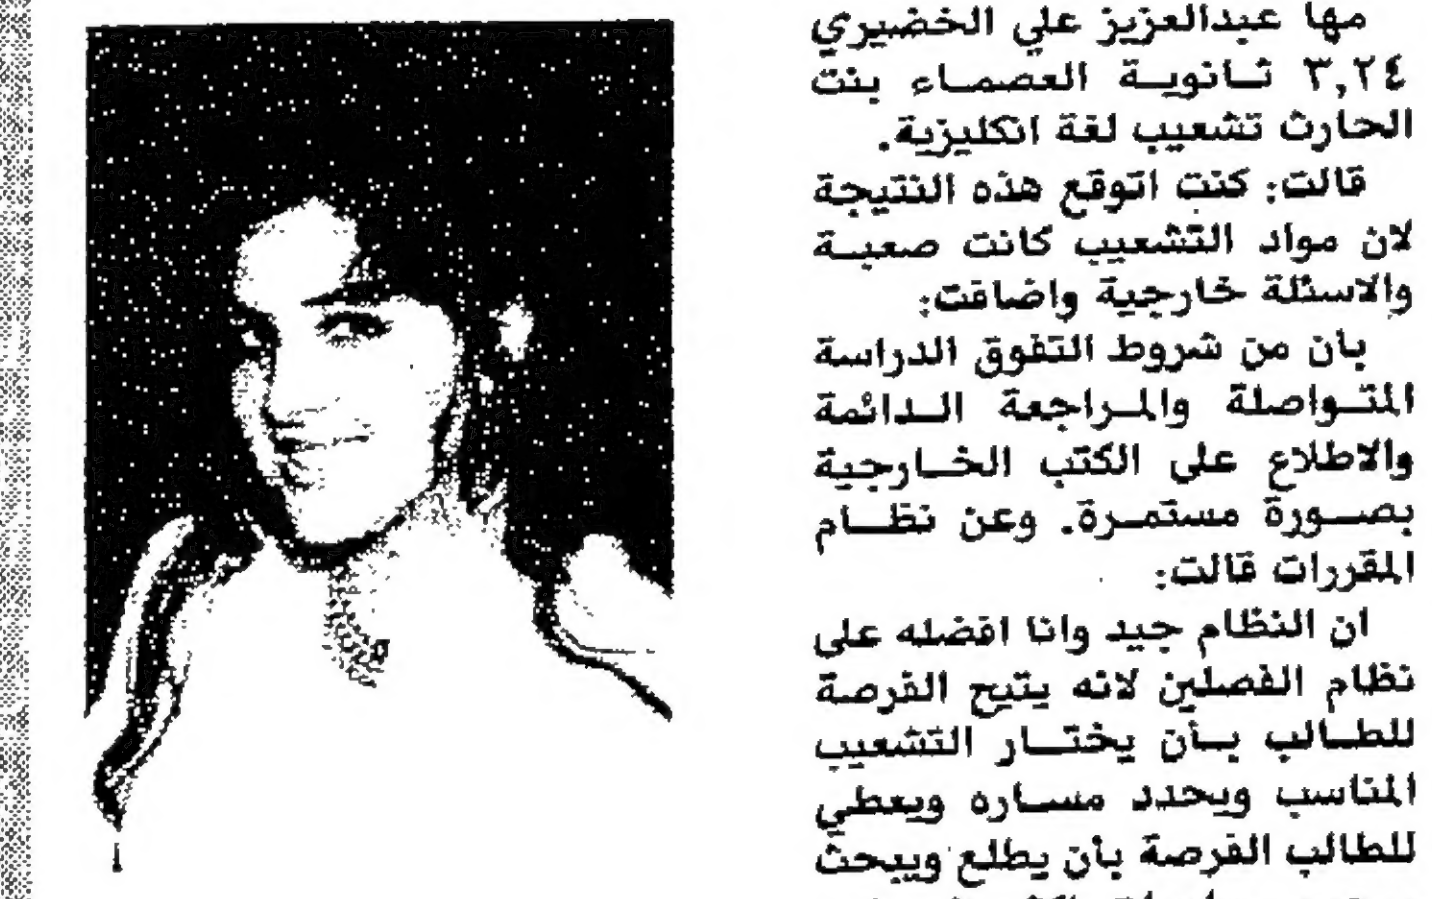 مها عبدالعزيز علي الخضيري
٣,٢٤ ثانوية العصماء بنت
الحارث تشعيب لغة انكليزية.
قالت: كنت اتوقع هذه النتيجة
لان مواد التشعيب كانت صعبة
والاسئلة خارجية واضافت:
بان من شروط التفوق الدراسة
المتواصلة والمراجعة الدائمة
والاطلاع على الكتب الخارجية
بصورة مستمرة. وعن نظام
المقررات قالت:
ان النظام جيد وانا افضله على
نظام الفصلين لانه يتيح الفرصة
للطالب بأن يختار التشعيب
المناسب ويحدد مساره ويعطي
للطالب الفرصة بأن يطلع ويبحث